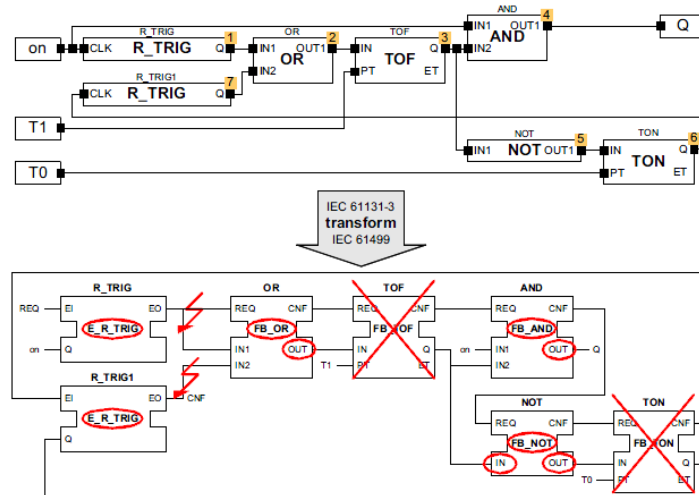 AND
on
CLK R_TRIG Q 1
R_TRIG
OR
IN1 OUT1 2
OR
IN2
TOF
IN Q 3
TOF
PT ET
IN1 OUT1 4
AND
IN2
Q
R_TRIG1
CLK R_TRIG Q 7
T1
NOT
IN1 NOT OUT1 5
TON
IN Q 6
TON
PT ET
T0
IEC 61131-3
transform
IEC 61499
R_TRIG
REQ EI EO
E_R_TRIG
on Q
OR
REQ CNF
FB_OR
IN1 OUT
IN2
TOF
REQ CNF
FB_TOF
IN Q
T1 PT ET
AND
REQ CNF
FB_AND
on IN1 OUT Q
IN2
R_TRIG1
EI EO CNF
E_R_TRIG
Q
NOT
REQ CNF
FB_NOT
IN OUT
TON
REQ CNF
FB_TON
IN Q
T0 PT ET